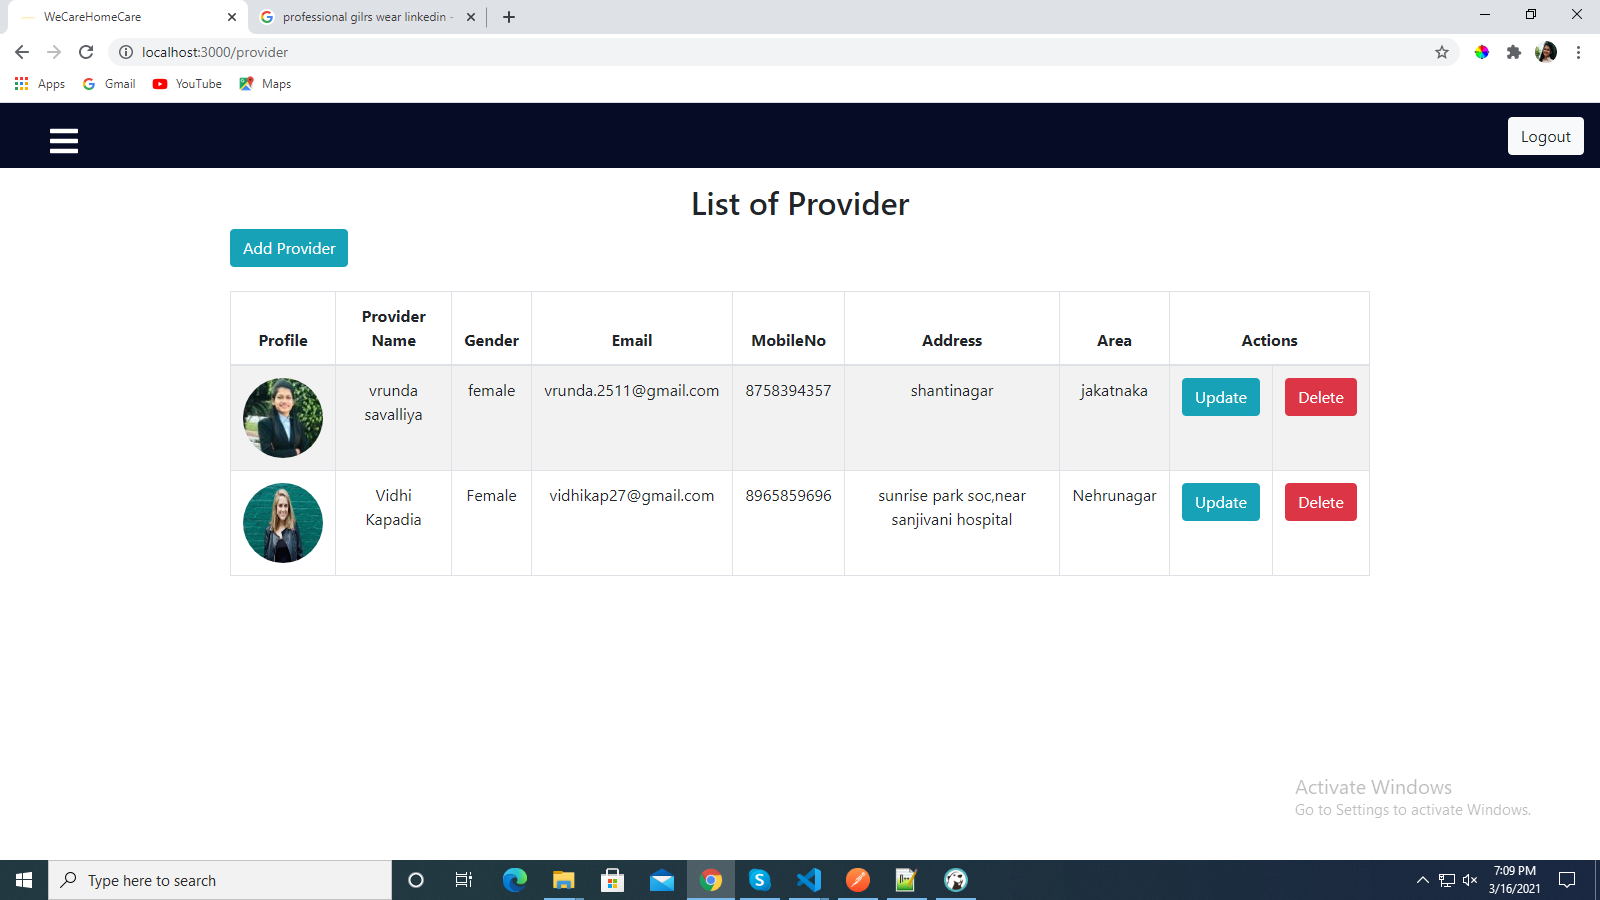 WeCareHomeCare
professional gilrs wear linkedin -
localhost:3000/provider
Apps
Gmail
YouTube
Maps
Logout
List of Provider
Add Provider
Profile
Provider
Name
Gender
Email
MobileNo
Address
Area
Actions
vrunda
savalliya
female
vrunda.2511@gmail.com
8758394357
shantinagar
jakatnaka
Update
Delete
Vidhi
Kapadia
Female
vidhikap27@gmail.com
8965859696
sunrise park soc,near
sanjivani hospital
Nehrunagar
Update
Delete
Activate Windows
Go to Settings to activate Windows.
Type here to search
7:09 PM
3/16/2021